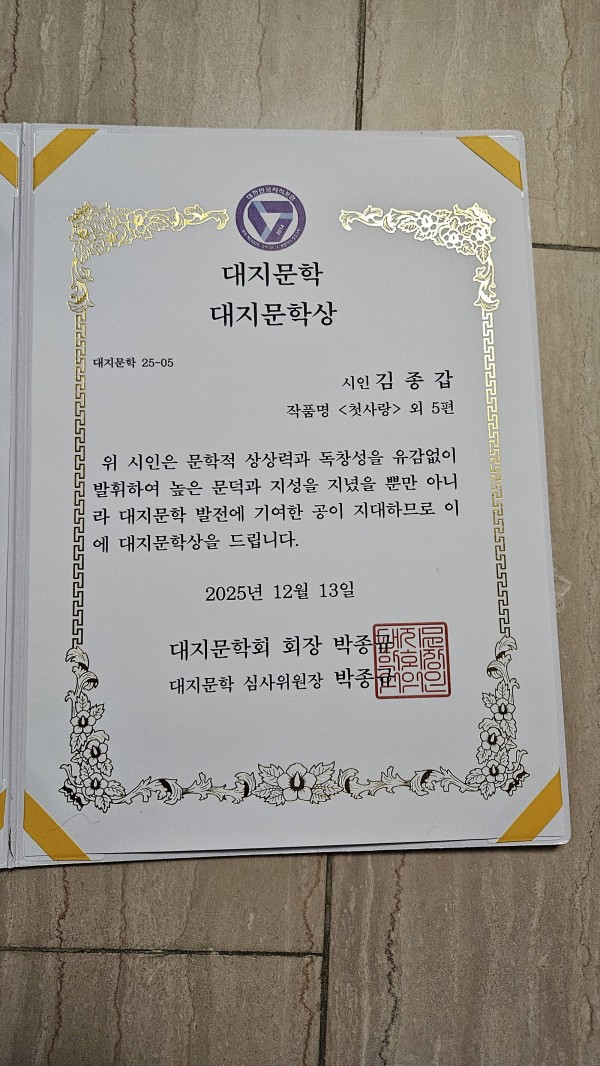 대지문학
대지문학상
대지문학 25-05
시인 김 종 갑
작품명 <첫사랑> 외 5편
위 시인은 문학적 상상력과 독창성을 유감없이
발휘하여 높은 문덕과 지성을 지녔을 뿐만 아니
라 대지문학 발전에 기여한 공이 지대하므로 이
에 대지문학상을 드립니다.
2025년 12월 13일
대지문학회 회장 박종규
대지문학 심사위원장 박종규